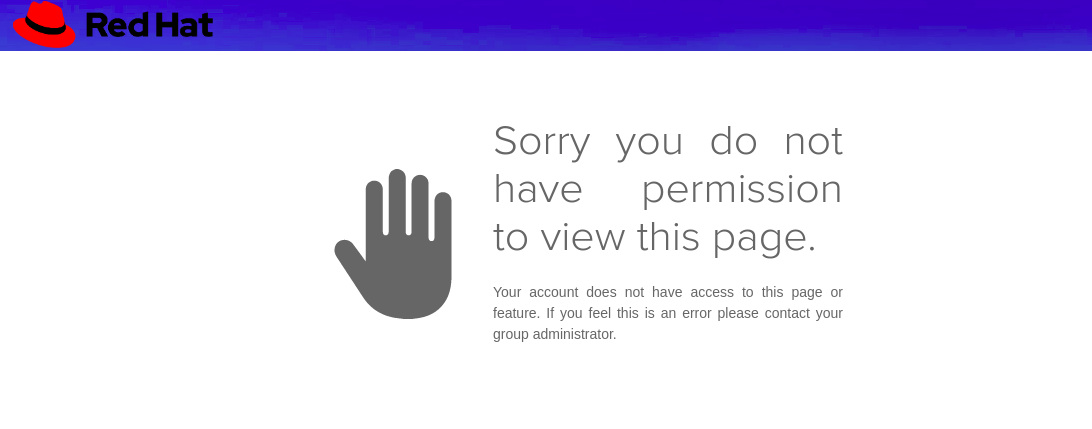 Red Hat
Sorry you do not
have permission
to view this page.
Your account does not have access to this page or
feature. If you feel this is an error please contact your
group administrator.